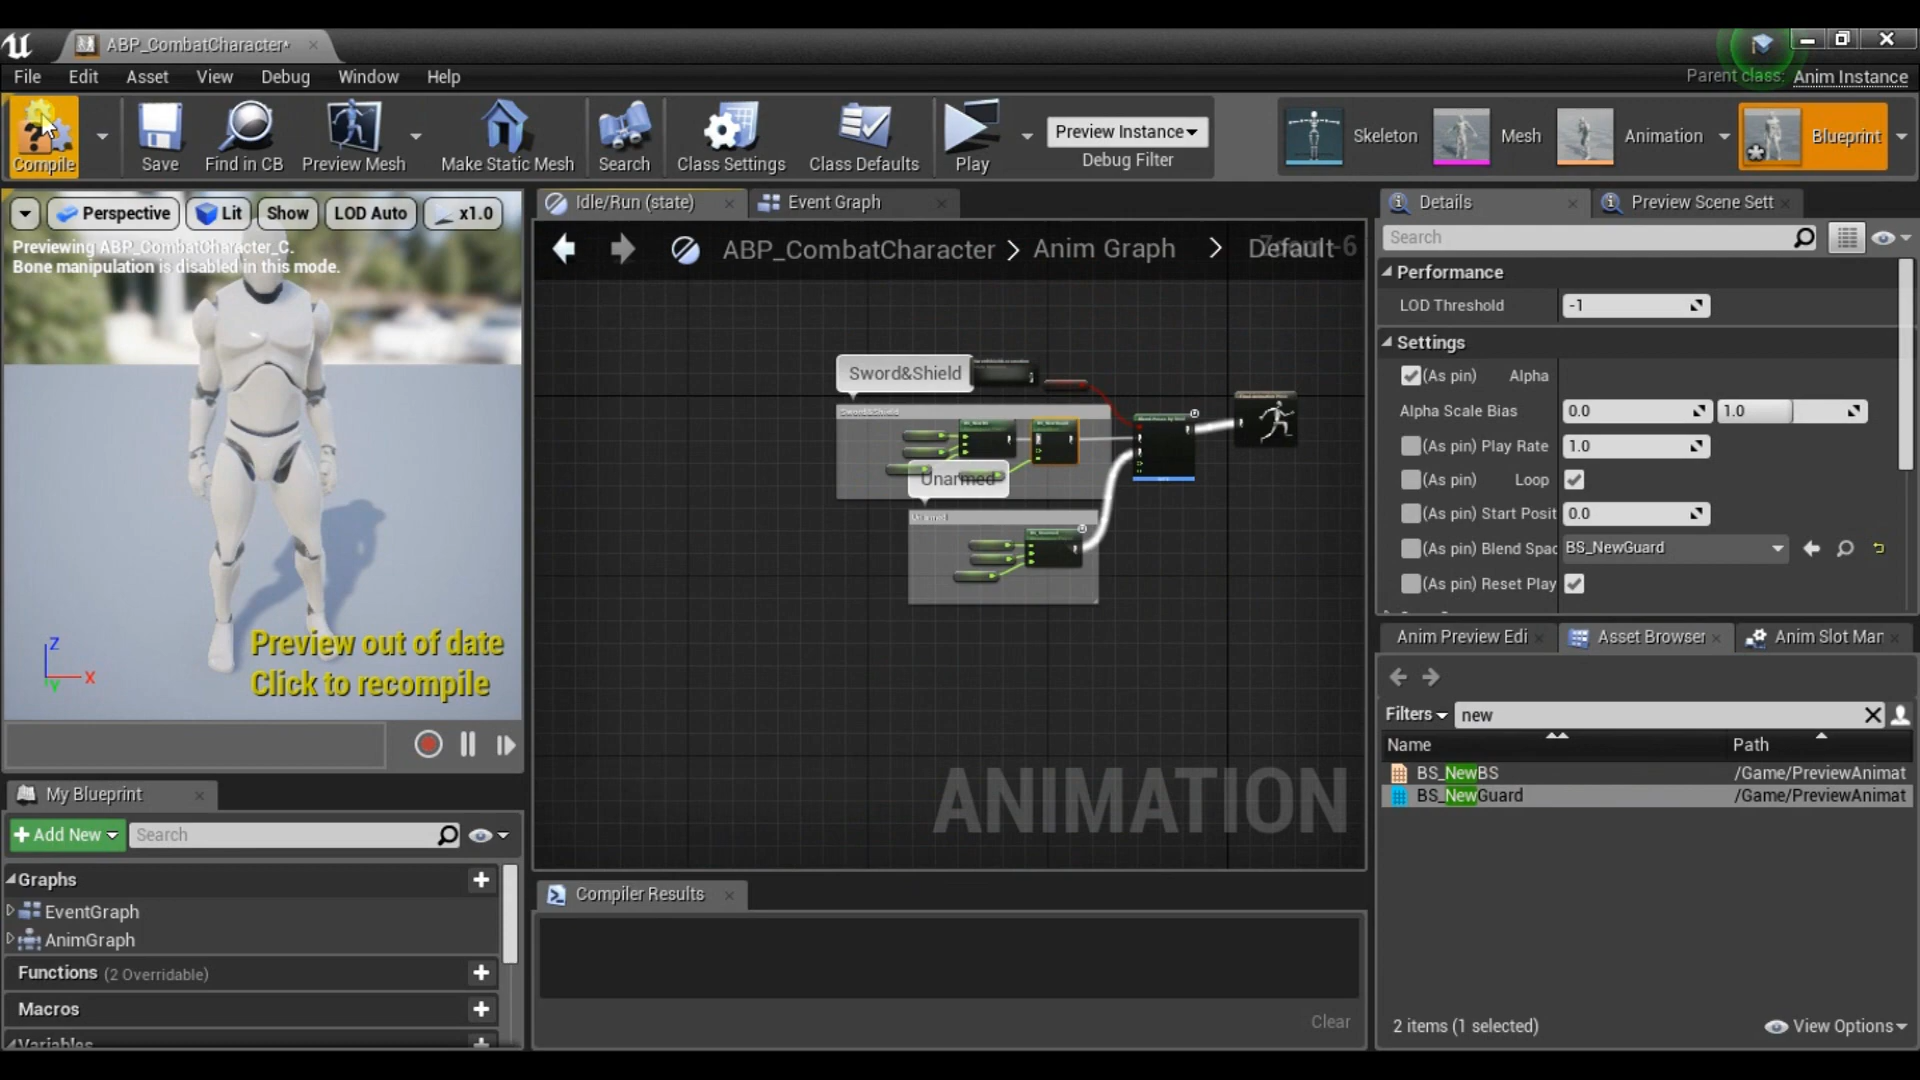 ABP_CombatCharacter*
File Edit Asset View Debug Window Help
Parent class: Anim Instance
Compile Save Find in CB Preview Mesh Make Static Mesh Search Class Settings Class Defaults Play
Preview Instance
Debug Filter
Skeleton Mesh Animation Blueprint
Perspective Lit Show LOD Auto x1.0
Previewing ABP_CombatCharacter_C.
Bone manipulation is disabled in this mode.
Z
X
Y
Preview out of date
Click to recompile
Idle/Run (state) Event Graph
ABP_CombatCharacter > Anim Graph > Default
Sword&Shield
Sword&Shield
Unarmed
Unarmed
ANIMATION
Compiler Results
Clear
My Blueprint
Add New Search
Graphs
EventGraph
AnimGraph
Functions (2 Overridable)
Macros
Variables
Details Preview Scene Sett
Search
Performance
LOD Threshold -1
Settings
(As pin) Alpha
Alpha Scale Bias 0.0 1.0
(As pin) Play Rate 1.0
(As pin) Loop
(As pin) Start Posit 0.0
(As pin) Blend Spac BS_NewGuard
(As pin) Reset Play
Anim Preview Edi Asset Browser Anim Slot Mar
Filters new
Name Path
BS_NewBS /Game/PreviewAnimat
BS_NewGuard /Game/PreviewAnimat
2 items (1 selected) View Options